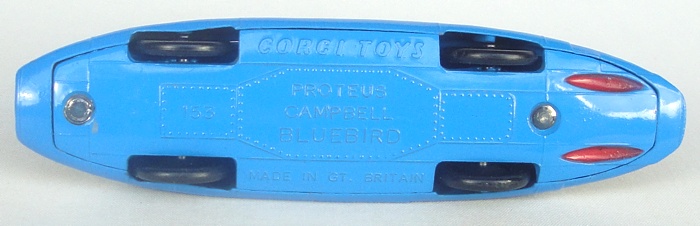 CORGI TOYS
PROTEUS
153 CAMPBELL
BLUEBIRD
MADE IN GT. BRITAIN